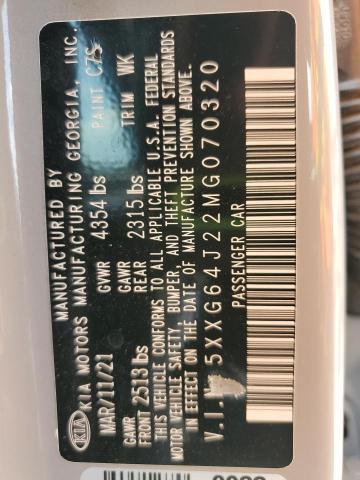 MANUFACTURED BY
KIA KIA MOTORS MANUFACTURING GEORGIA, INC.
MAR/11/21 GVWR 4354 lbs PAINT C7S
GAWR FRONT 2513 lbs GAWR REAR 2315 lbs TRIM WK
THIS VEHICLE CONFORMS TO ALL APPLICABLE U.S.A. FEDERAL
MOTOR VEHICLE SAFETY, BUMPER, AND THEFT PREVENTION STANDARDS
IN EFFECT ON THE DATE OF MANUFACTURE SHOWN ABOVE.
V.I. 5XXG64J22MG070320
PASSENGER CAR